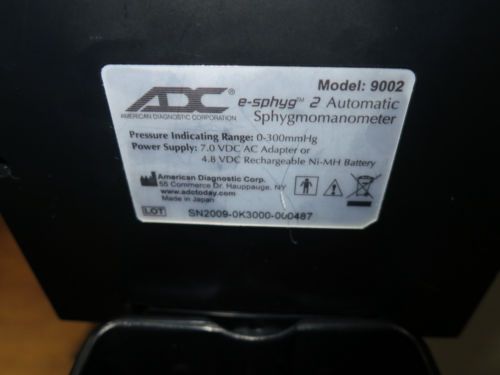 Model: 9002
ADC®
e-sphyg™ 2 Automatic
AMERICAN DIAGNOSTIC CORPORATION
Sphygmomanometer
Pressure Indicating Range: 0-300mmHg
Power Supply: 7.0 VDC AC Adapter or
4.8 VDC Rechargeable Ni-MH Battery
American Diagnostic Corp.
55 Commerce Dr. Hauppauge, NY
www.adctoday.com
Made in Japan
LOT SN2009-0K3000-000487